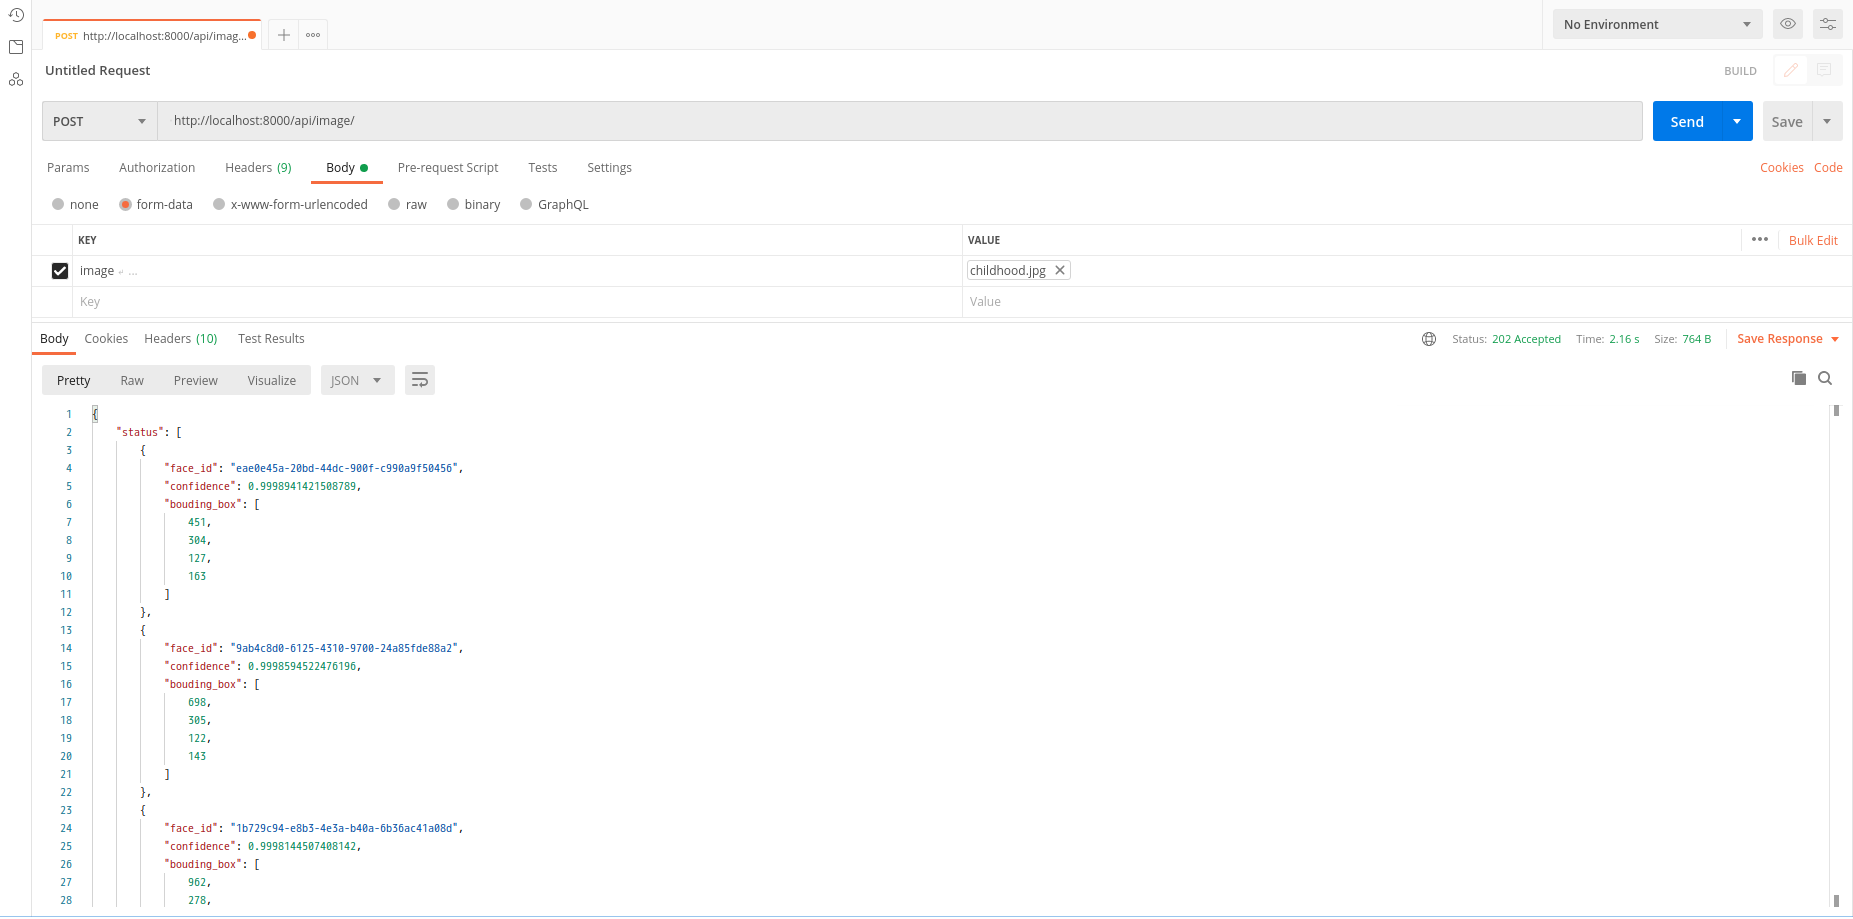 POST http://localhost:8000/api/imag...
No Environment
Untitled Request
BUILD
POST http://localhost:8000/api/image/ Send Save
Params Authorization Headers (9) Body Pre-request Script Tests Settings Cookies Code
none form-data x-www-form-urlencoded raw binary GraphQL
KEY VALUE Bulk Edit
image ... childhood.jpg
Key Value
Body Cookies Headers (10) Test Results Status: 202 Accepted Time: 2.16 s Size: 764 B Save Response
Pretty Raw Preview Visualize JSON
1 {
2 "status": [
3 {
4 "face_id": "eae0e45a-20bd-44dc-900f-c990a9f50456",
5 "confidence": 0.9998941421508789,
6 "bouding_box": [
7 451,
8 304,
9 127,
10 163
11 ]
12 },
13 {
14 "face_id": "9ab4c8d0-6125-4310-9700-24a85fde88a2",
15 "confidence": 0.9998594522476196,
16 "bouding_box": [
17 698,
18 305,
19 122,
20 143
21 ]
22 },
23 {
24 "face_id": "1b729c94-e8b3-4e3a-b40a-6b36ac41a08d",
25 "confidence": 0.9998144507408142,
26 "bouding_box": [
27 962,
28 278,